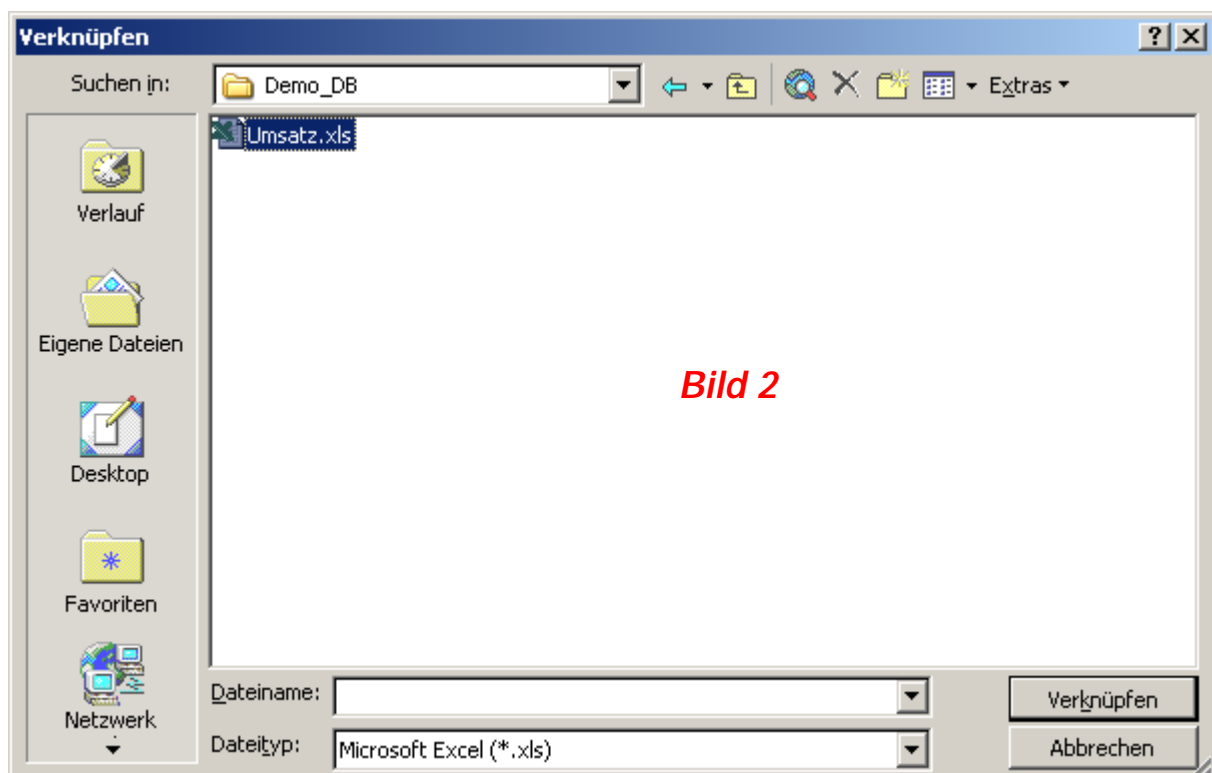 Verknüpfen
Suchen in: Demo_DB Extras
Umsatz.xls
Verlauf
Eigene Dateien
Desktop
Favoriten
Netzwerk
Bild 2
Dateiname: Verknüpfen
Dateityp: Microsoft Excel (*.xls) Abbrechen